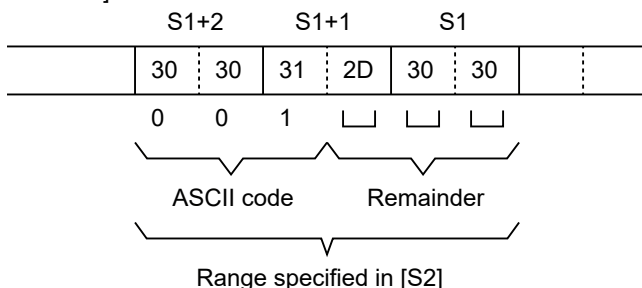 ]
S1+2 S1+1 S1
30 30 31 2D 30 30
0 0 1
ASCII code Remainder
Range specified in [S2]